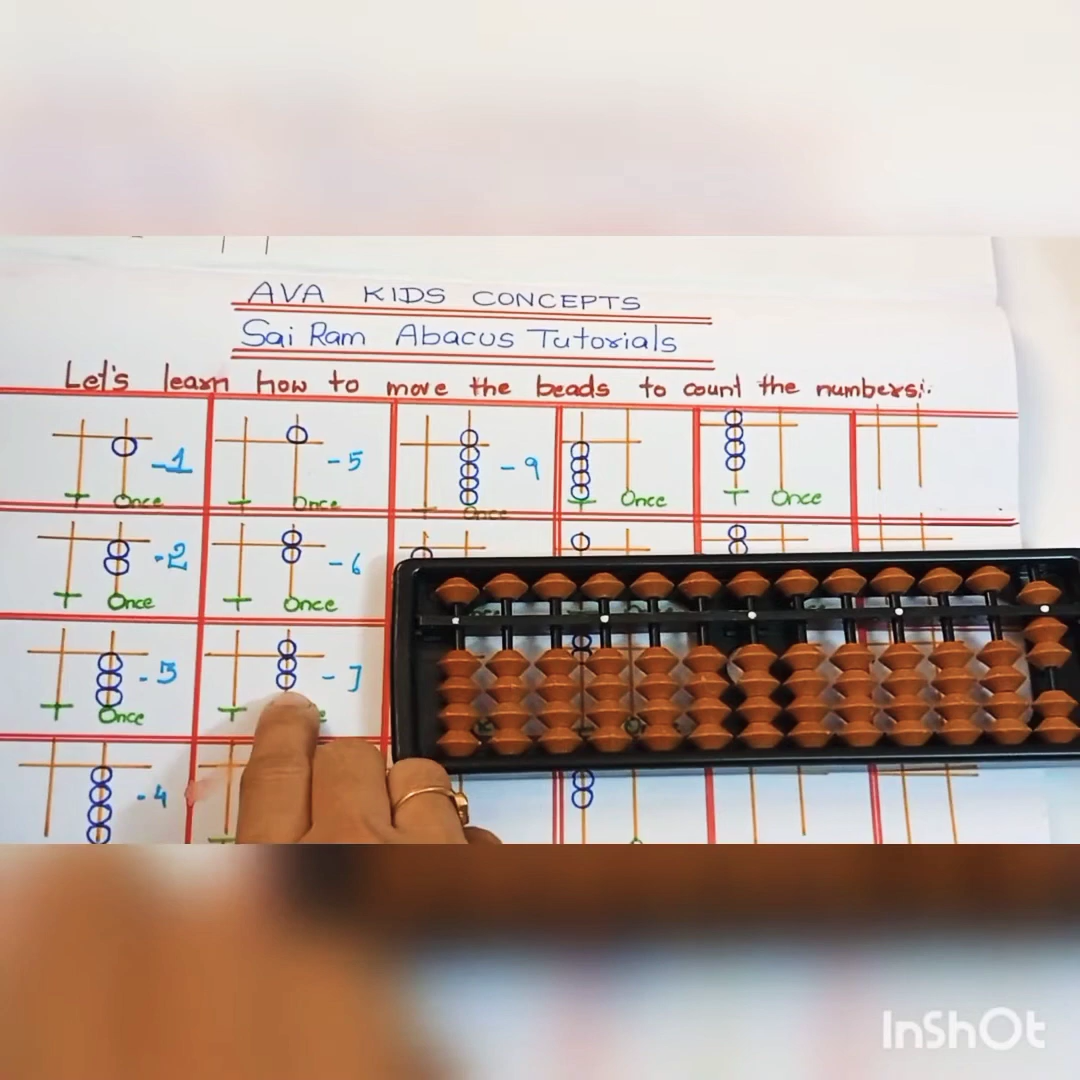 AVA KIDS CONCEPTS
Sai Ram Abacus Tutorials
Let's learn how to move the beads to count the numbers:.
-1 -5 -9
T Once T Once Once T Once T Once
-2 -6
T Once T Once
-3 -7
T Once T
-4
InShOt